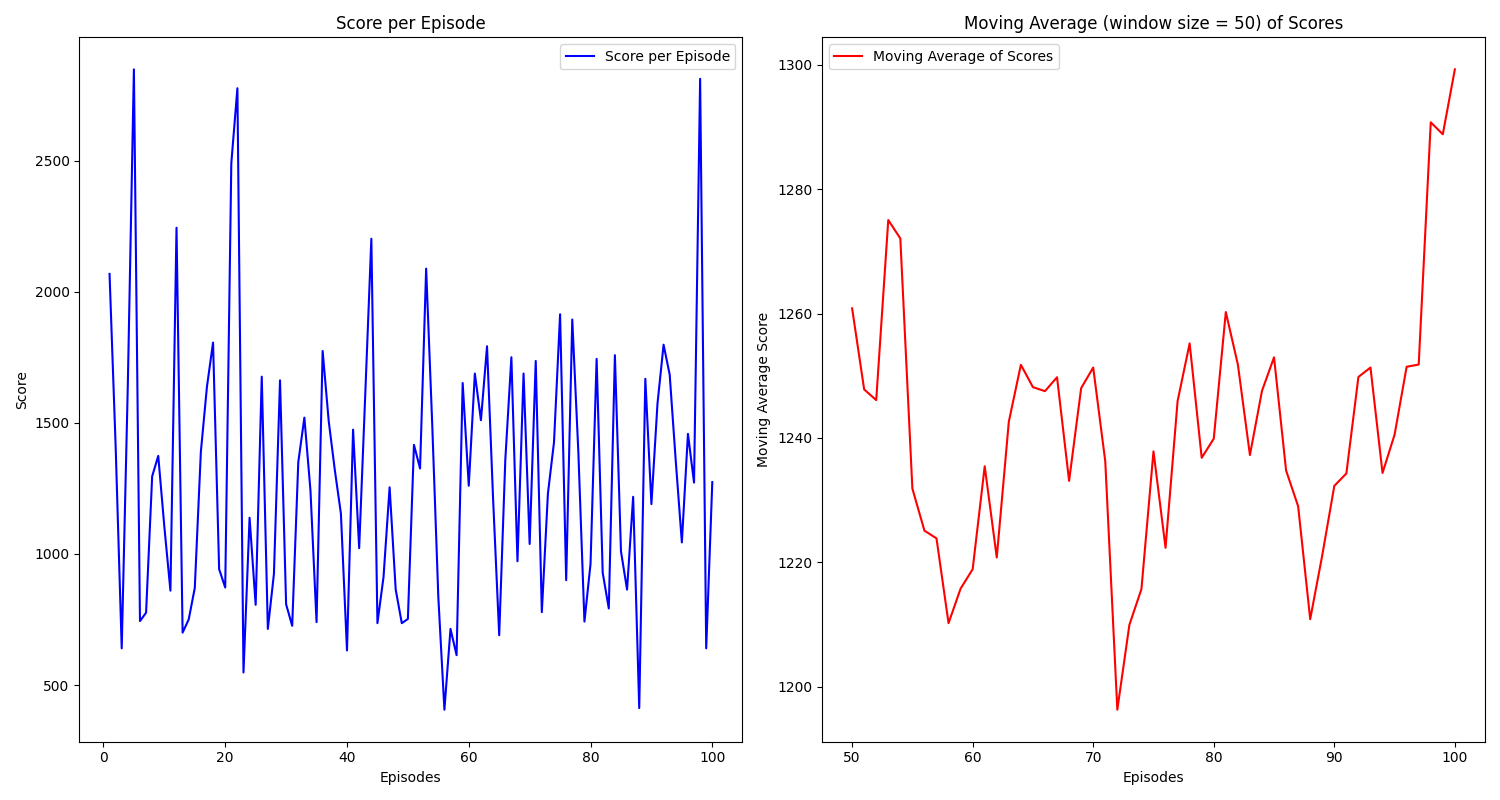 Score per Episode
Score per Episode
Score
2500
2000
1500
1000
500
0
20
40
60
80
100
Episodes
Moving Average (window size = 50) of Scores
Moving Average of Scores
Moving Average Score
1300
1280
1260
1240
1220
1200
50
60
70
80
90
100
Episodes